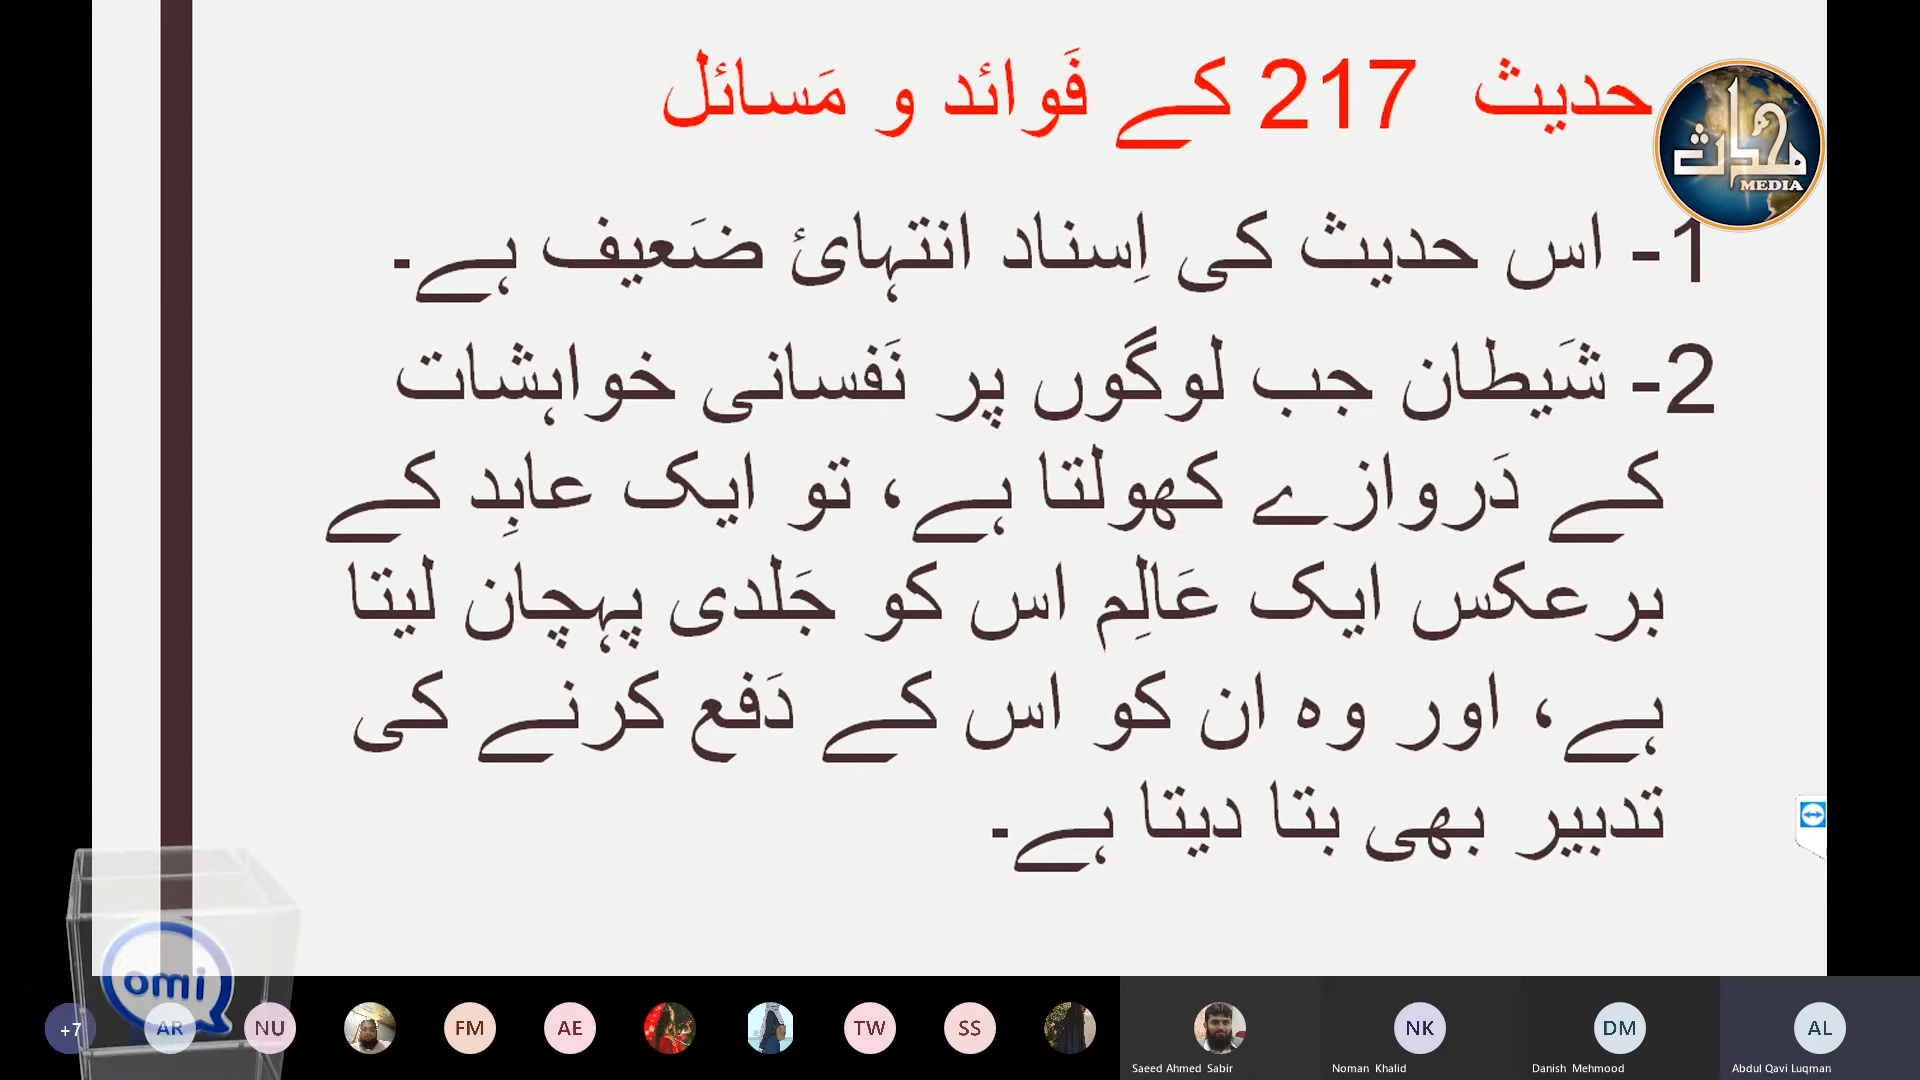 حدیث 217 کے فَوائد و مَسائل
محدث
MEDIA
1- اس حدیث کی اِسناد انتہائ ضَعیف ہے۔
2- شَیطان جب لوگوں پر نَفسانی خواہشات
کے دَروازے کھولتا ہے، تو ایک عابِد کے
برعکس ایک عَالِم اس کو جَلدی پہچان لیتا
ہے، اور وہ ان کو اس کے دَفع کرنے کی
تدبیر بھی بتا دیتا ہے۔
omi
+7
AR
NU
FM
AE
TW
SS
NK
DM
AL
Saeed Ahmed Sabir
Noman Khalid
Danish Mehmood
Abdul Qavi Luqman